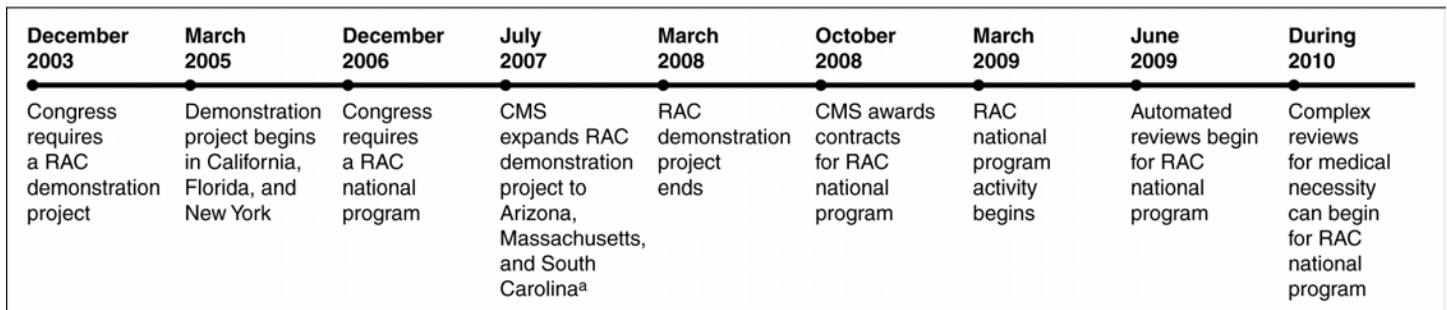 December
2003
Congress
requires
a RAC
demonstration
project
March
2005
Demonstration
project begins
in California,
Florida, and
New York
December
2006
Congress
requires
a RAC
national
program
July
2007
CMS
expands RAC
demonstration
project to
Arizona,
Massachusetts,
and South
Carolinaᵃ
March
2008
RAC
demonstration
project
ends
October
2008
CMS awards
contracts
for RAC
national
program
March
2009
RAC
national
program
activity
begins
June
2009
Automated
reviews begin
for RAC
national
program
During
2010
Complex
reviews
for medical
necessity
can begin
for RAC
national
program